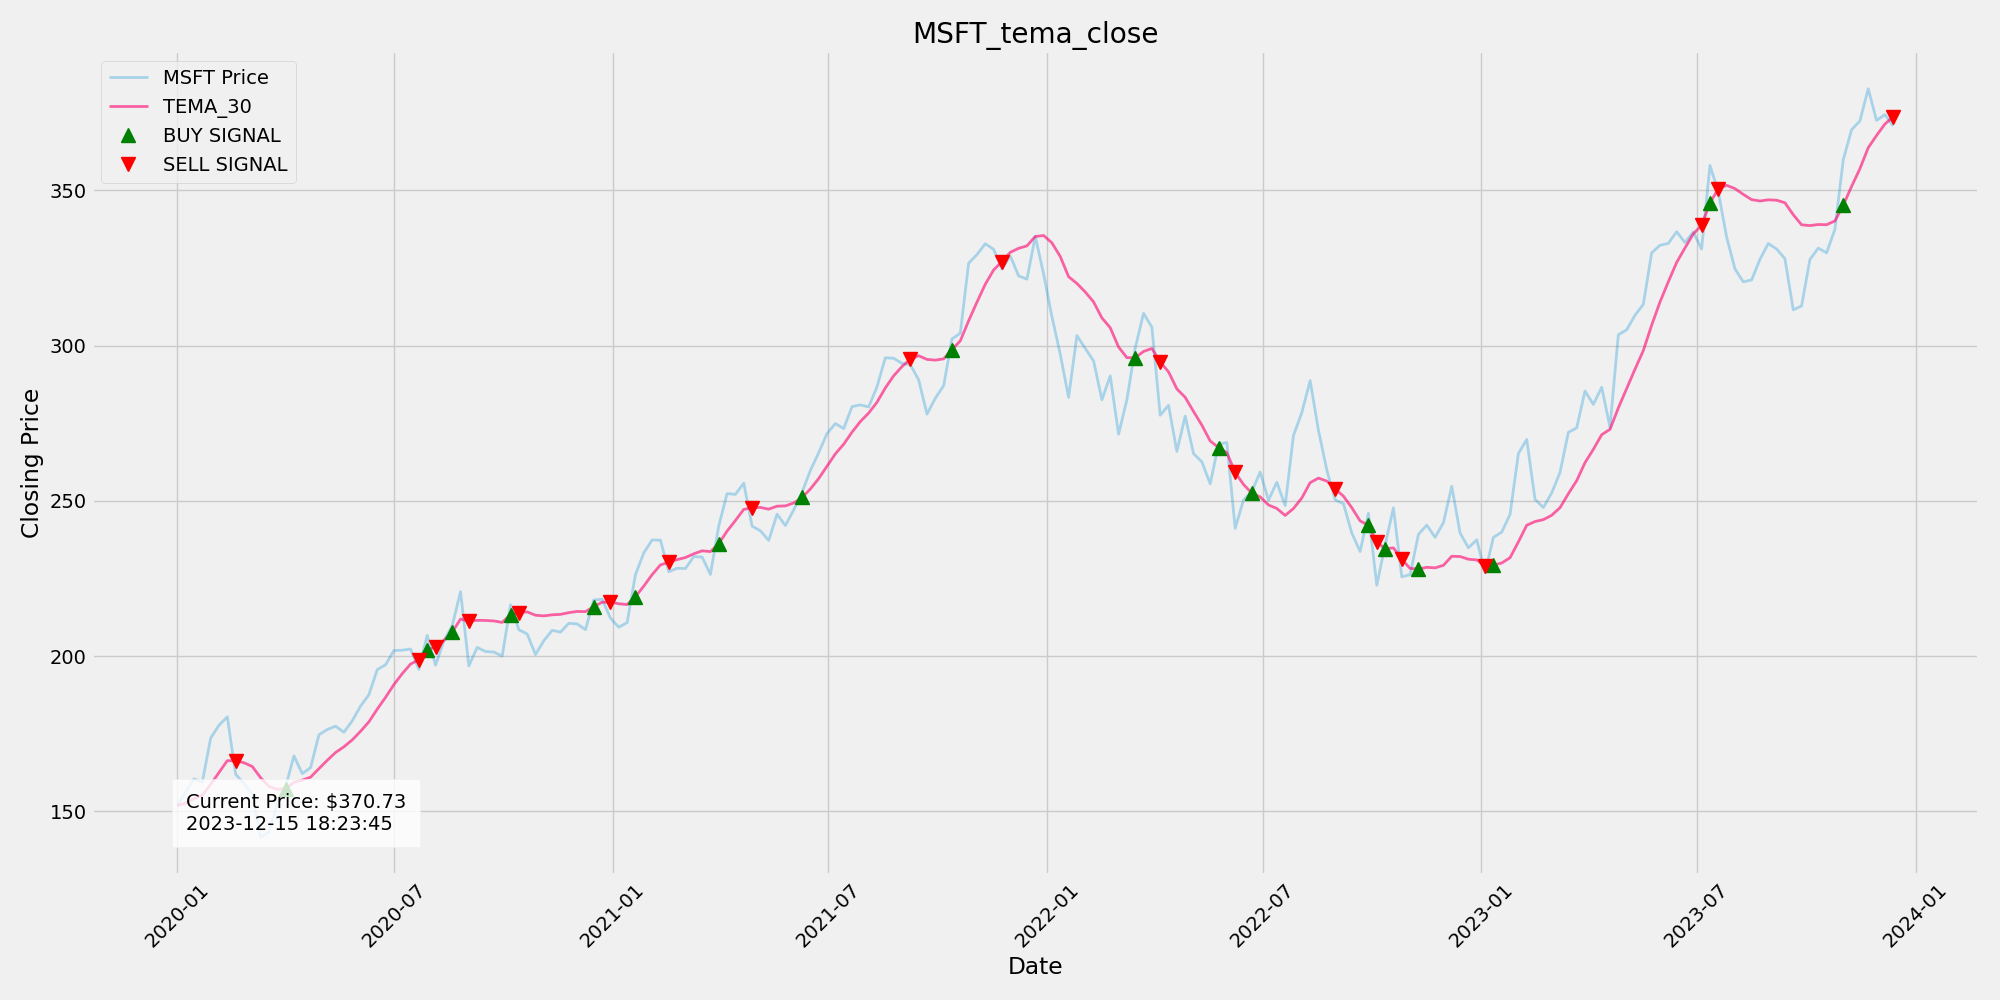 MSFT_tema_close
MSFT Price
TEMA_30
BUY SIGNAL
SELL SIGNAL
Closing Price
350
300
250
200
150
Current Price: $370.73
2023-12-15 18:23:45
2020-01
2020-07
2021-01
2021-07
2022-01
2022-07
2023-01
2023-07
2024-01
Date